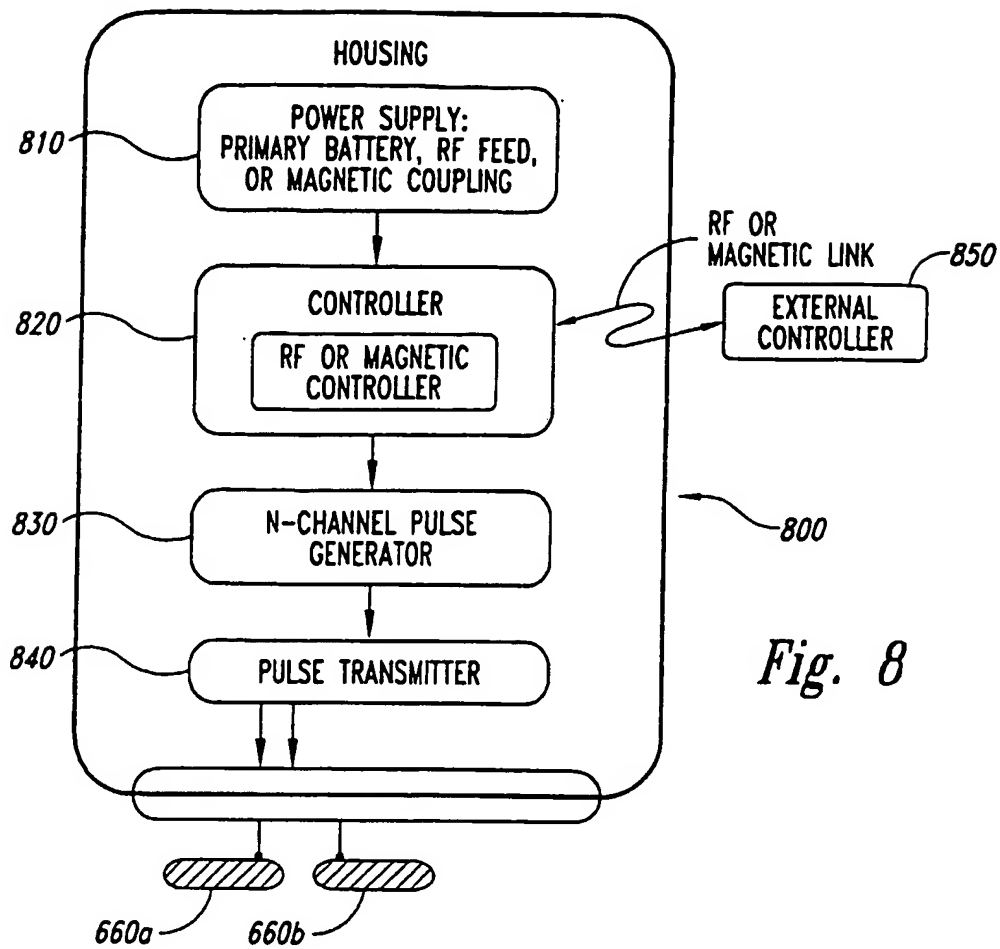 HOUSING
810
POWER SUPPLY:
PRIMARY BATTERY, RF FEED,
OR MAGNETIC COUPLING
RF OR
MAGNETIC LINK
850
820
CONTROLLER
RF OR MAGNETIC
CONTROLLER
EXTERNAL
CONTROLLER
830
N-CHANNEL PULSE
GENERATOR
800
840
PULSE TRANSMITTER
Fig. 8
660a
660b